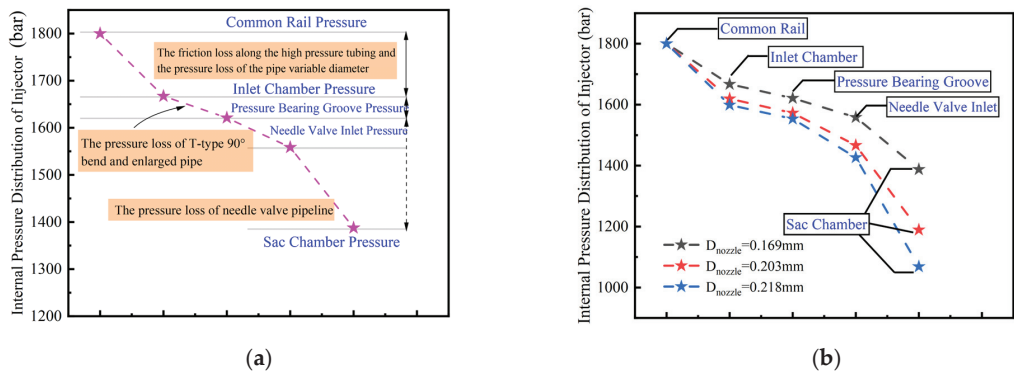 Internal Pressure Distribution of Injector (bar)
1800
1700
1600
1500
1400
1300
1200
Common Rail Pressure
The friction loss along the high pressure tubing and
the pressure loss of the pipe variable diameter
Inlet Chamber Pressure
Pressure Bearing Groove Pressure
Needle Valve Inlet Pressure
The pressure loss of T-type 90°
bend and enlarged pipe
The pressure loss of needle valve pipeline
Sac Chamber Pressure
(a)
Internal Pressure Distribution of Injector (bar)
1800
1600
1400
1200
1000
Common Rail
Inlet Chamber
Pressure Bearing Groove
Needle Valve Inlet
Sac Chamber
Dnozzle=0.169mm
Dnozzle=0.203mm
Dnozzle=0.218mm
(b)